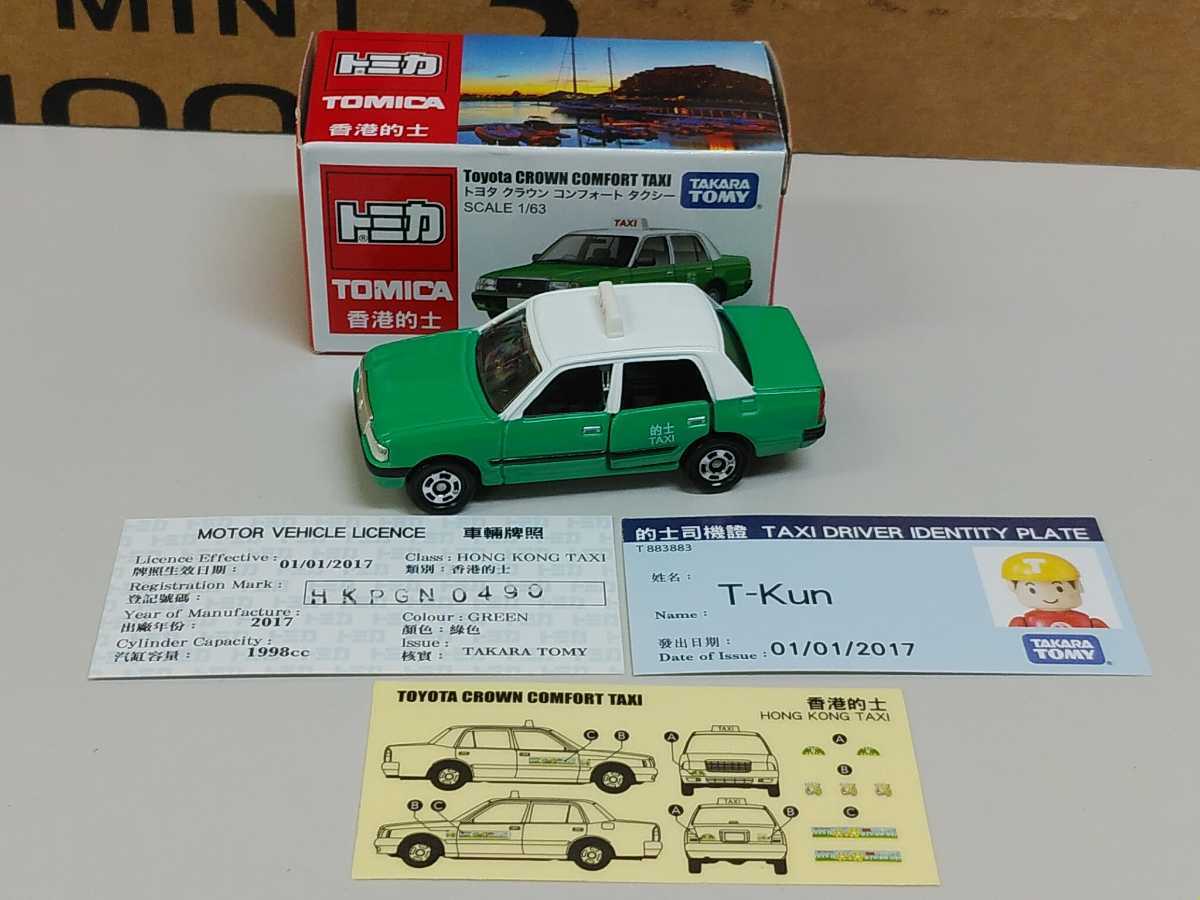 MINT 5
トミカ
TOMICA
香港的士
Toyota CROWN COMFORT TAXI
トヨタ クラウン コンフォート タクシー
SCALE 1/63
TAKARA
TOMY
®
トミカ
®
TOMICA
香港的士
TAXI
的士
TAXI
MOTOR VEHICLE LICENCE 車輛牌照
Licence Effective : 01/01/2017 Class : HONG KONG TAXI
牌照生效日期 : 類別 : 香港的士
Registration Mark : HKPGN0490
登記號碼 :
Year of Manufacture : 2017 Colour : GREEN
出廠年份 : 顏色 : 綠色
Cylinder Capacity : 1998cc Issue : TAKARA TOMY
汽缸容量 : 核實 :
的士司機證 TAXI DRIVER IDENTITY PLATE
T883883
姓名 :
T-Kun
Name :
發出日期 :
Date of Issue : 01/01/2017
T
TAKARA
TOMY
®
TOYOTA CROWN COMFORT TAXI
香港的士
HONG KONG TAXI
C B A TAXI A
B
B C A TAXI B C